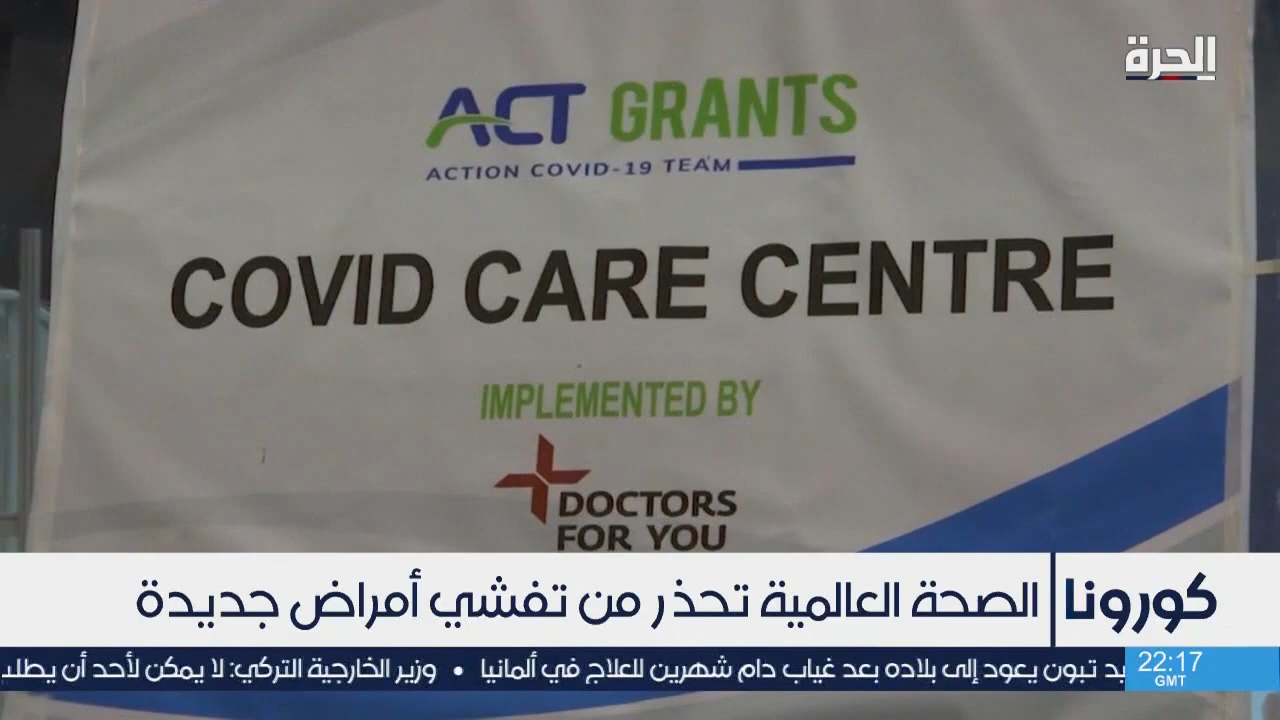 الحرة
ACT GRANTS
ACTION COVID-19 TEAM
COVID CARE CENTRE
IMPLEMENTED BY
DOCTORS
FOR YOU
كورونا الصحة العالمية تحذر من تفشي أمراض جديدة
تبون يعود إلى بلاده بعد غياب دام شهرين للعلاج في ألمانيا • وزير الخارجية التركي: لا يمكن لأحد أن
22:17
GMT